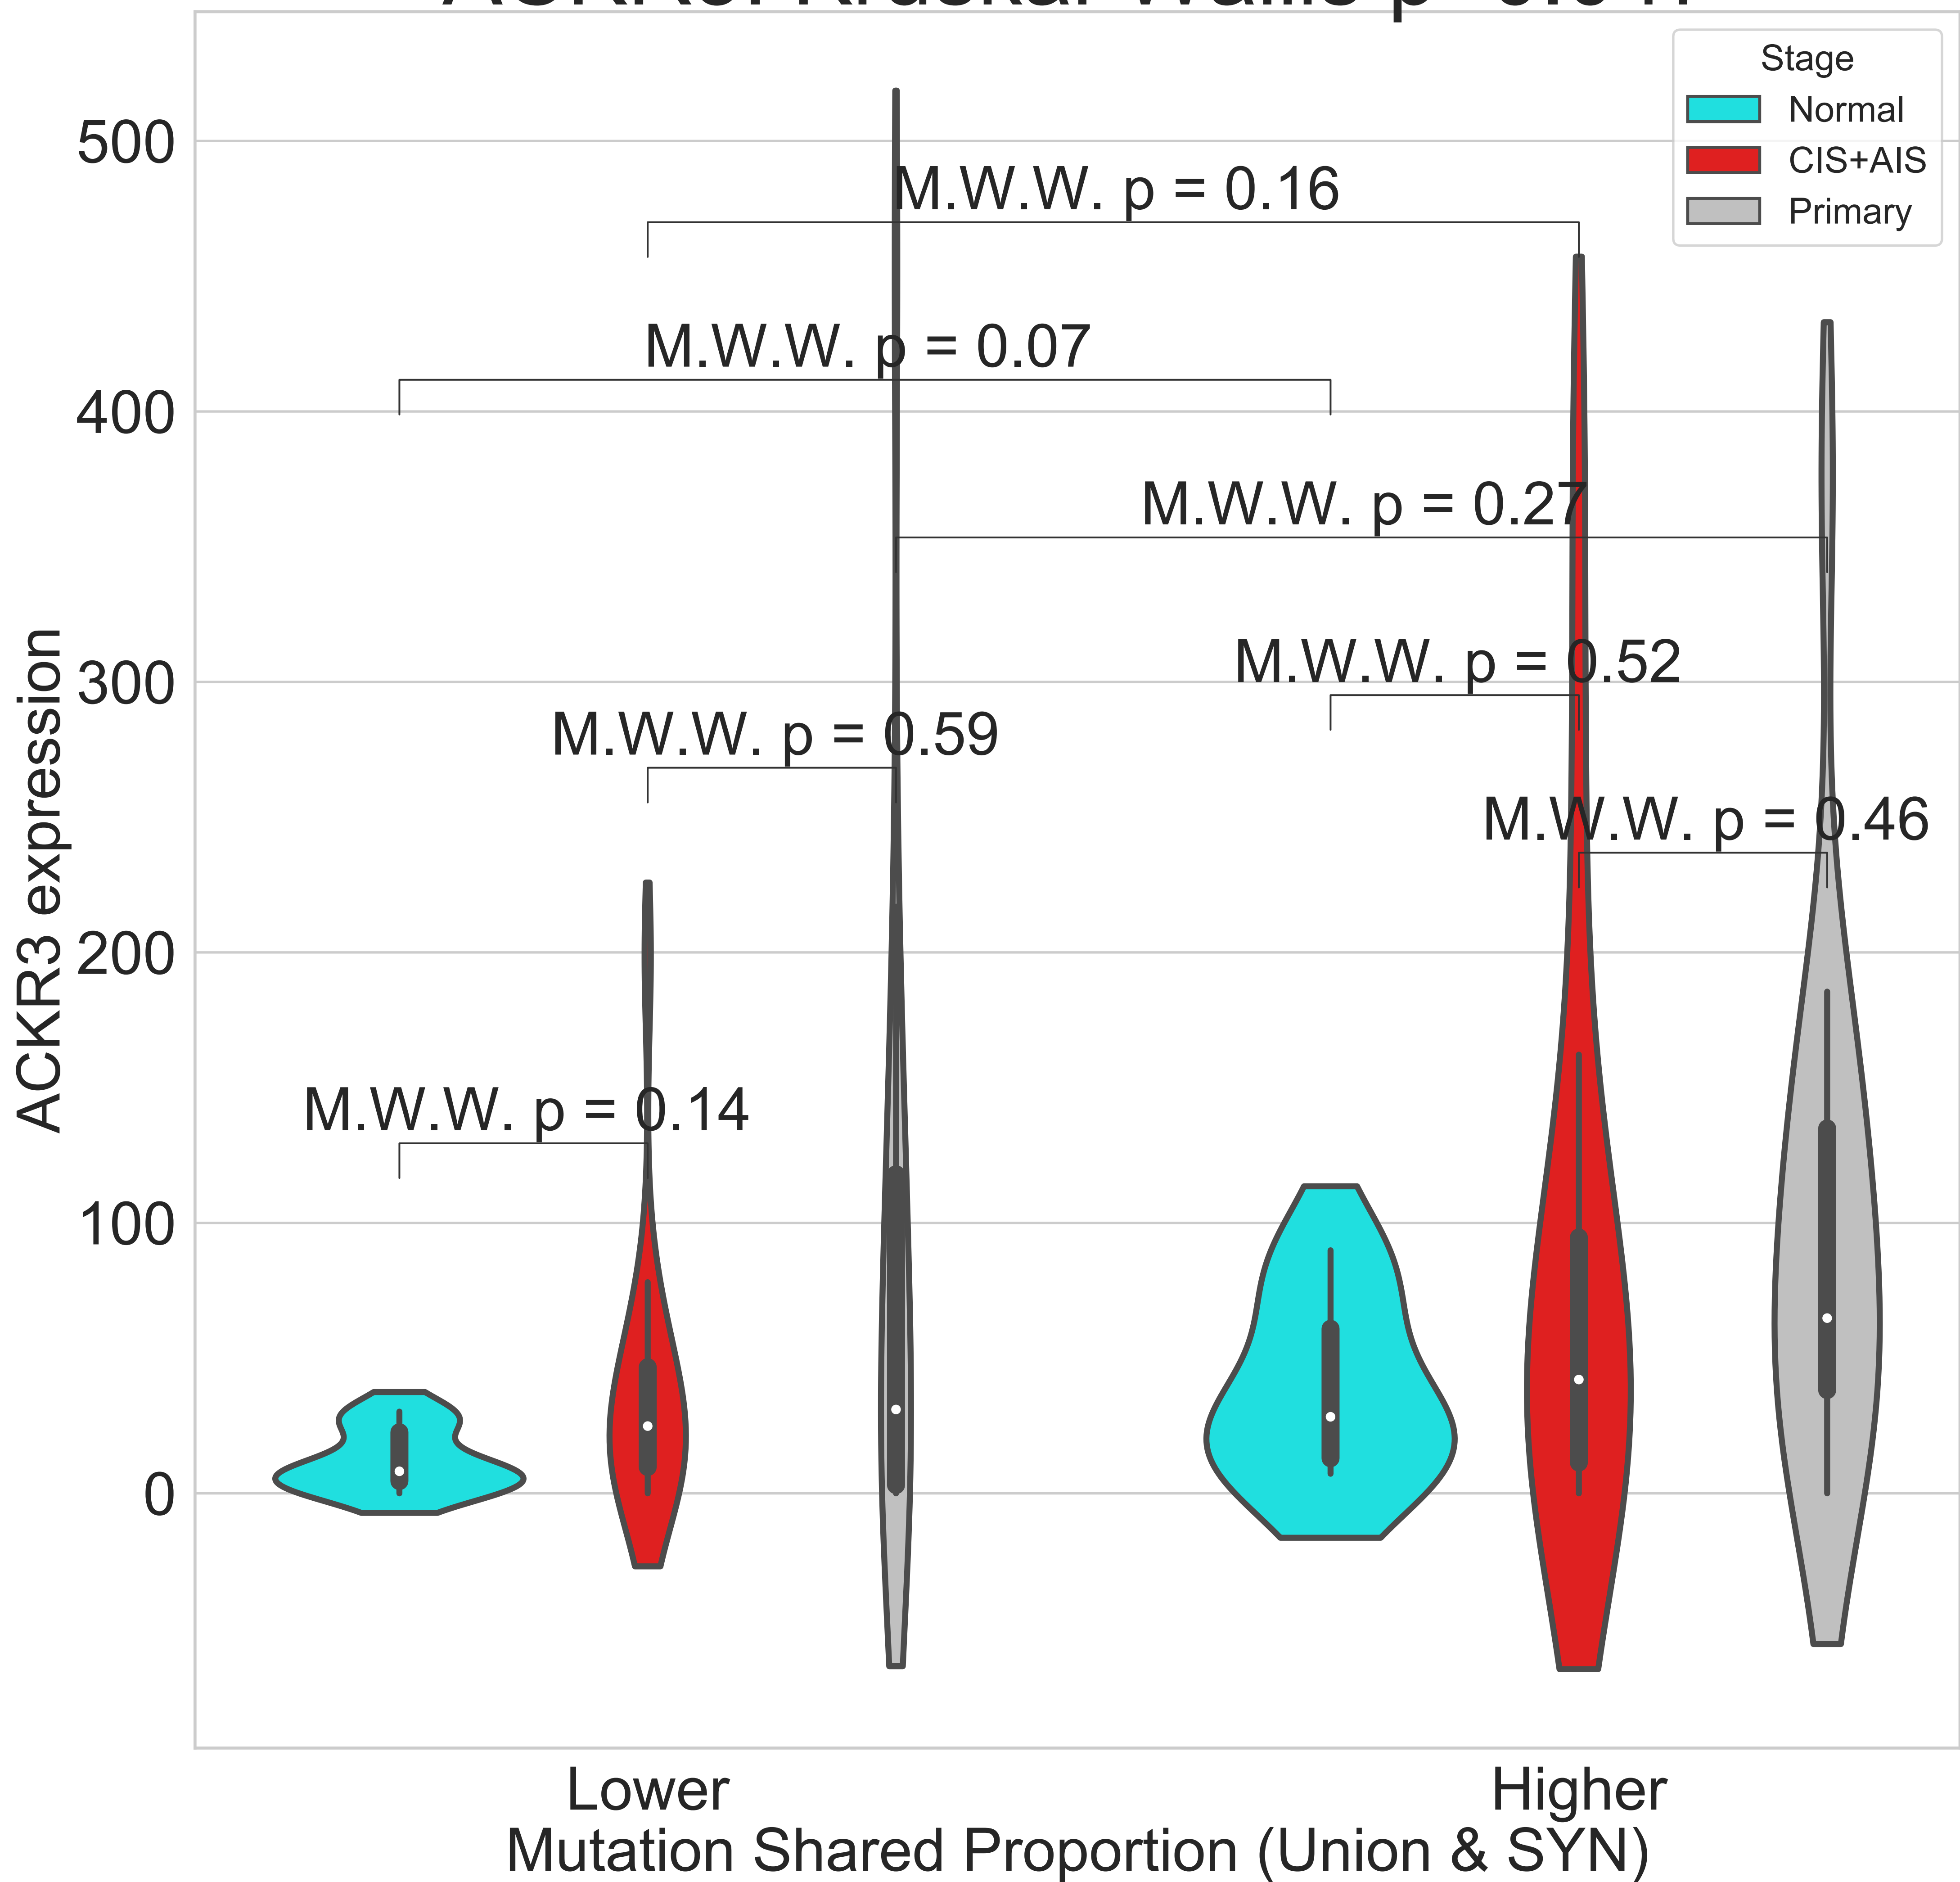 Stage
Normal
CIS+AIS
Primary
500
400
300
200
100
0
ACKR3 expression
M.W.W. p = 0.16
M.W.W. p = 0.07
M.W.W. p = 0.27
M.W.W. p = 0.52
M.W.W. p = 0.59
M.W.W. p = 0.46
M.W.W. p = 0.14
Lower
Higher
Mutation Shared Proportion (Union & SYN)